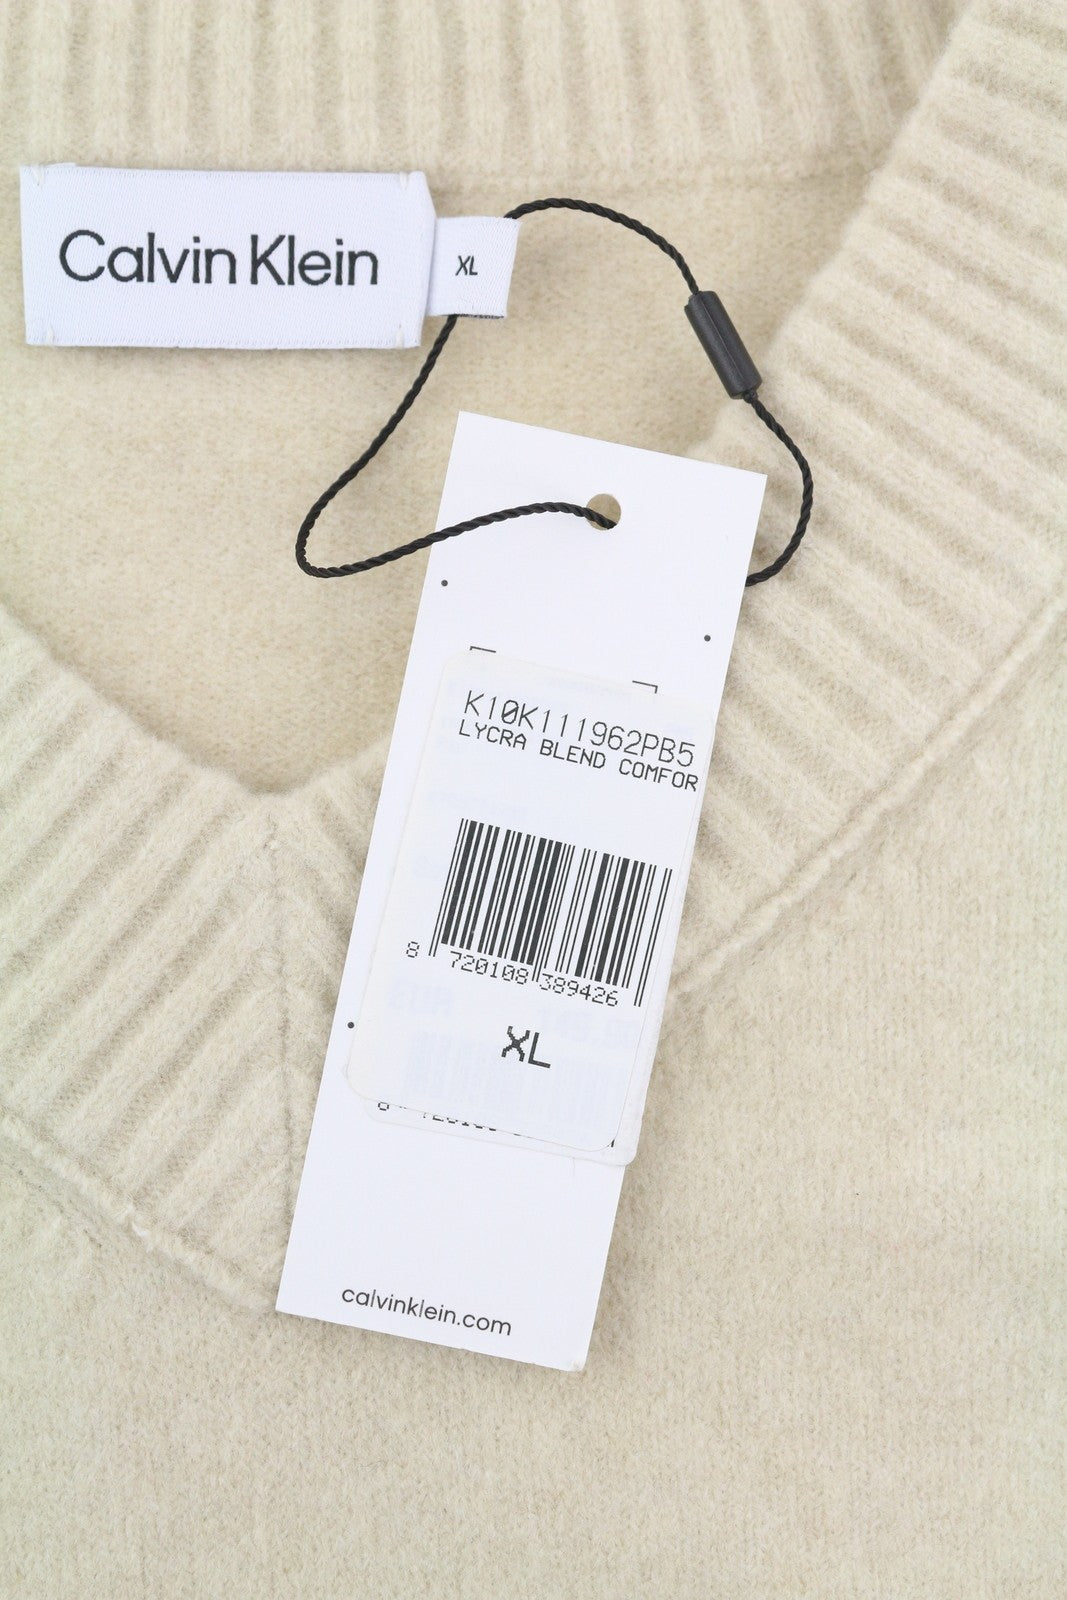 Calvin Klein
XL
K10K111962PB5
LYCRA BLEND COMFOR
8 720108 389426
XL
calvinklein.com